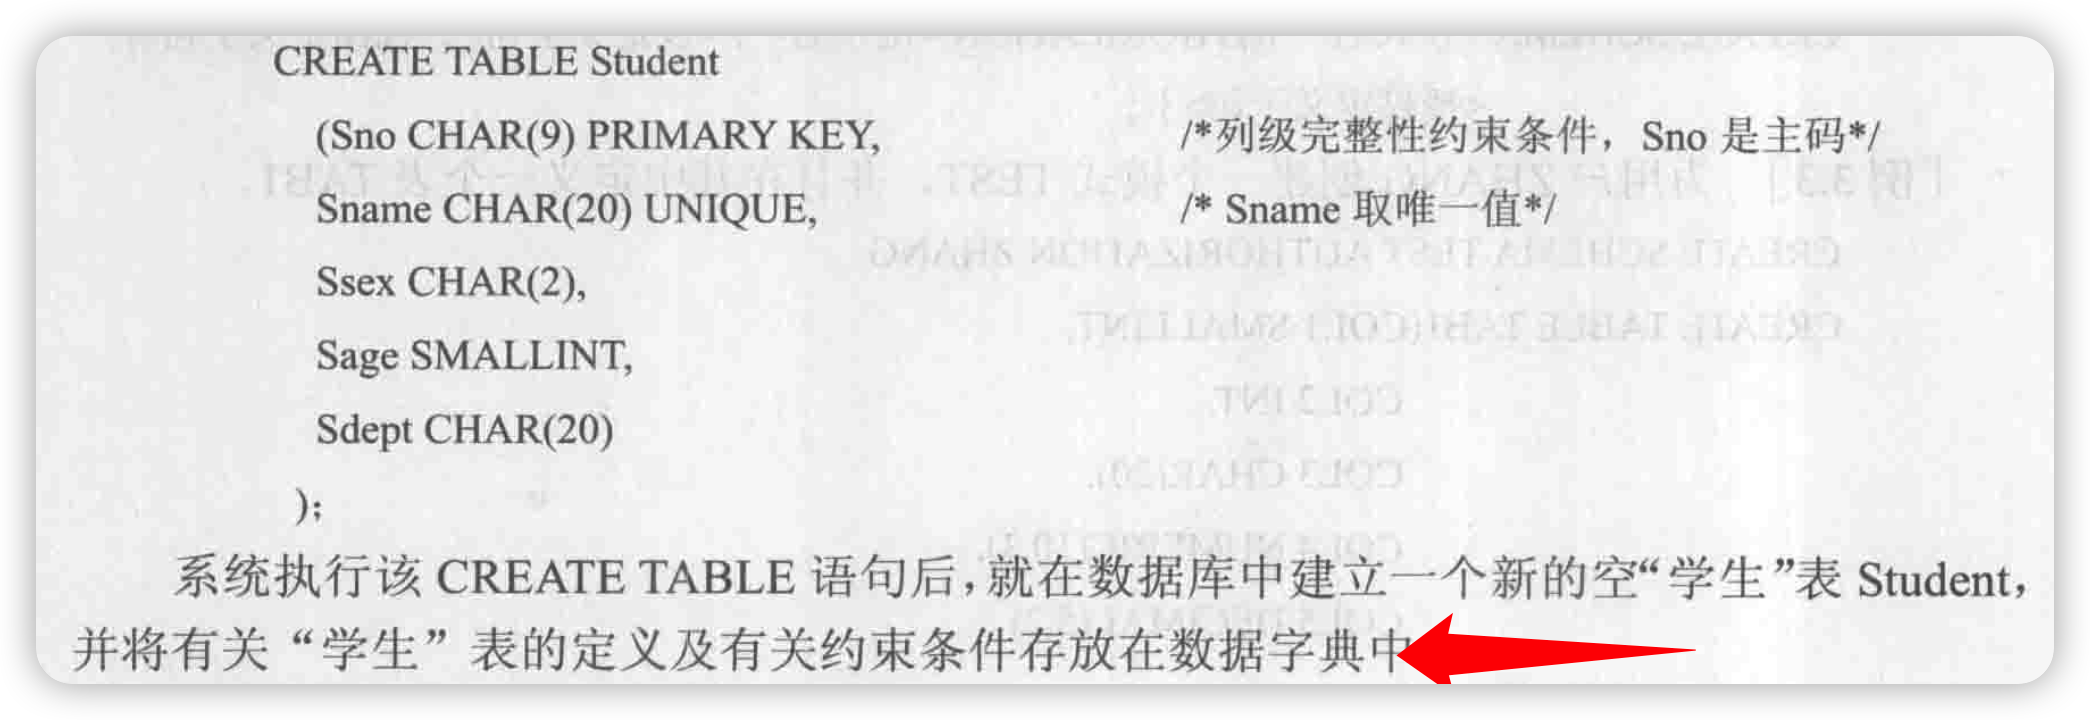 CREATE TABLE Student
(Sno CHAR(9) PRIMARY KEY, /*列级完整性约束条件，Sno 是主码*/
Sname CHAR(20) UNIQUE, /* Sname 取唯一值*/
Ssex CHAR(2),
Sage SMALLINT,
Sdept CHAR(20)
);
系统执行该 CREATE TABLE 语句后，就在数据库中建立一个新的空“学生”表 Student，
并将有关“学生”表的定义及有关约束条件存放在数据字典中